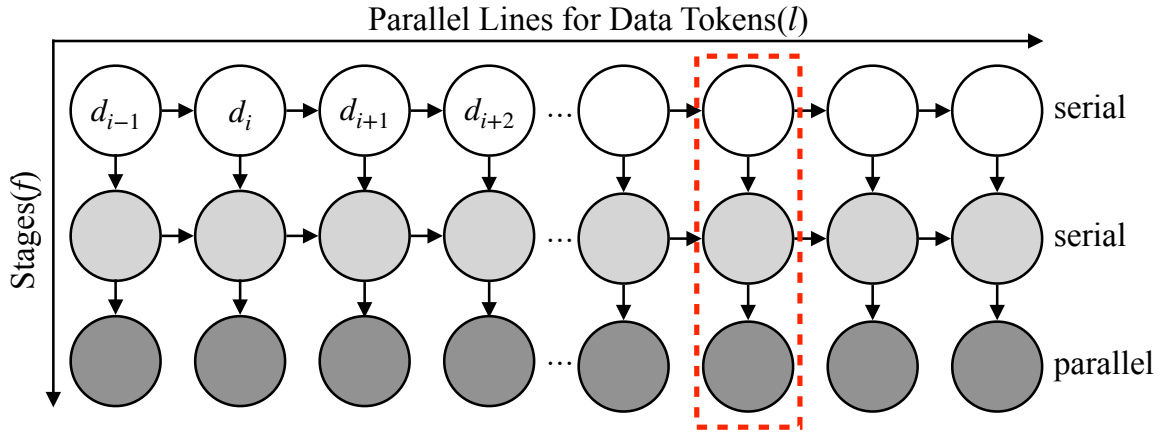 Parallel Lines for Data Tokens(l)
Stages(f)
d_{i−1} d_i d_{i+1} d_{i+2} ... serial
... serial
... parallel